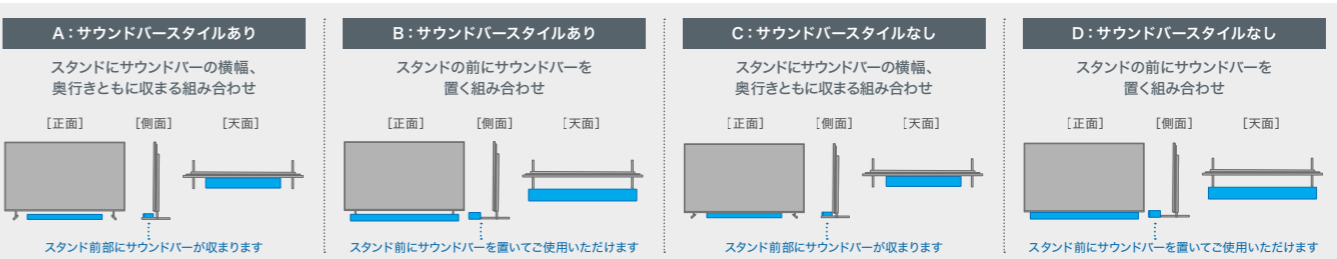 A：サウンドバースタイルあり
スタンドにサウンドバーの横幅、
奥行きともに収まる組み合わせ
［正面］ ［側面］ ［天面］
スタンド前部にサウンドバーが収まります
B：サウンドバースタイルあり
スタンドの前にサウンドバーを
置く組み合わせ
［正面］ ［側面］ ［天面］
スタンド前にサウンドバーを置いてご使用いただけます
C：サウンドバースタイルなし
スタンドにサウンドバーの横幅、
奥行きともに収まる組み合わせ
［正面］ ［側面］ ［天面］
スタンド前部にサウンドバーが収まります
D：サウンドバースタイルなし
スタンドの前にサウンドバーを
置く組み合わせ
［正面］ ［側面］ ［天面］
スタンド前にサウンドバーを置いてご使用いただけます